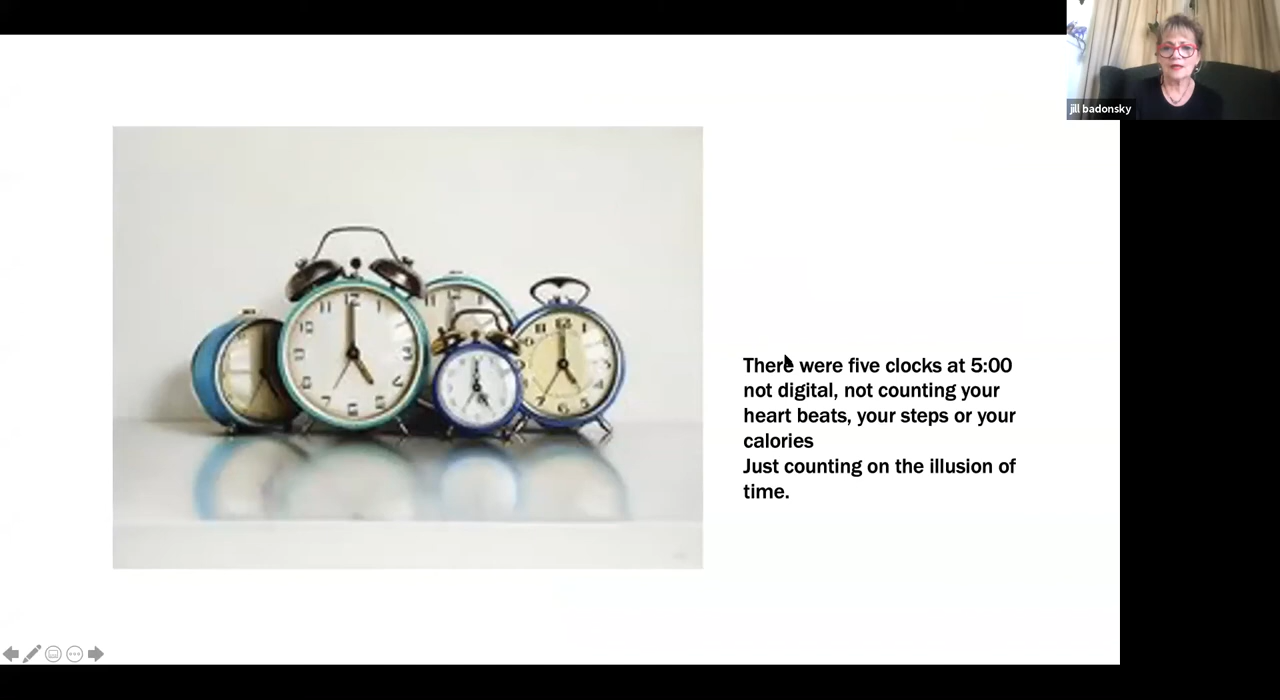 jill badonsky
There were five clocks at 5:00
not digital, not counting your
heart beats, your steps or your
calories
Just counting on the illusion of
time.